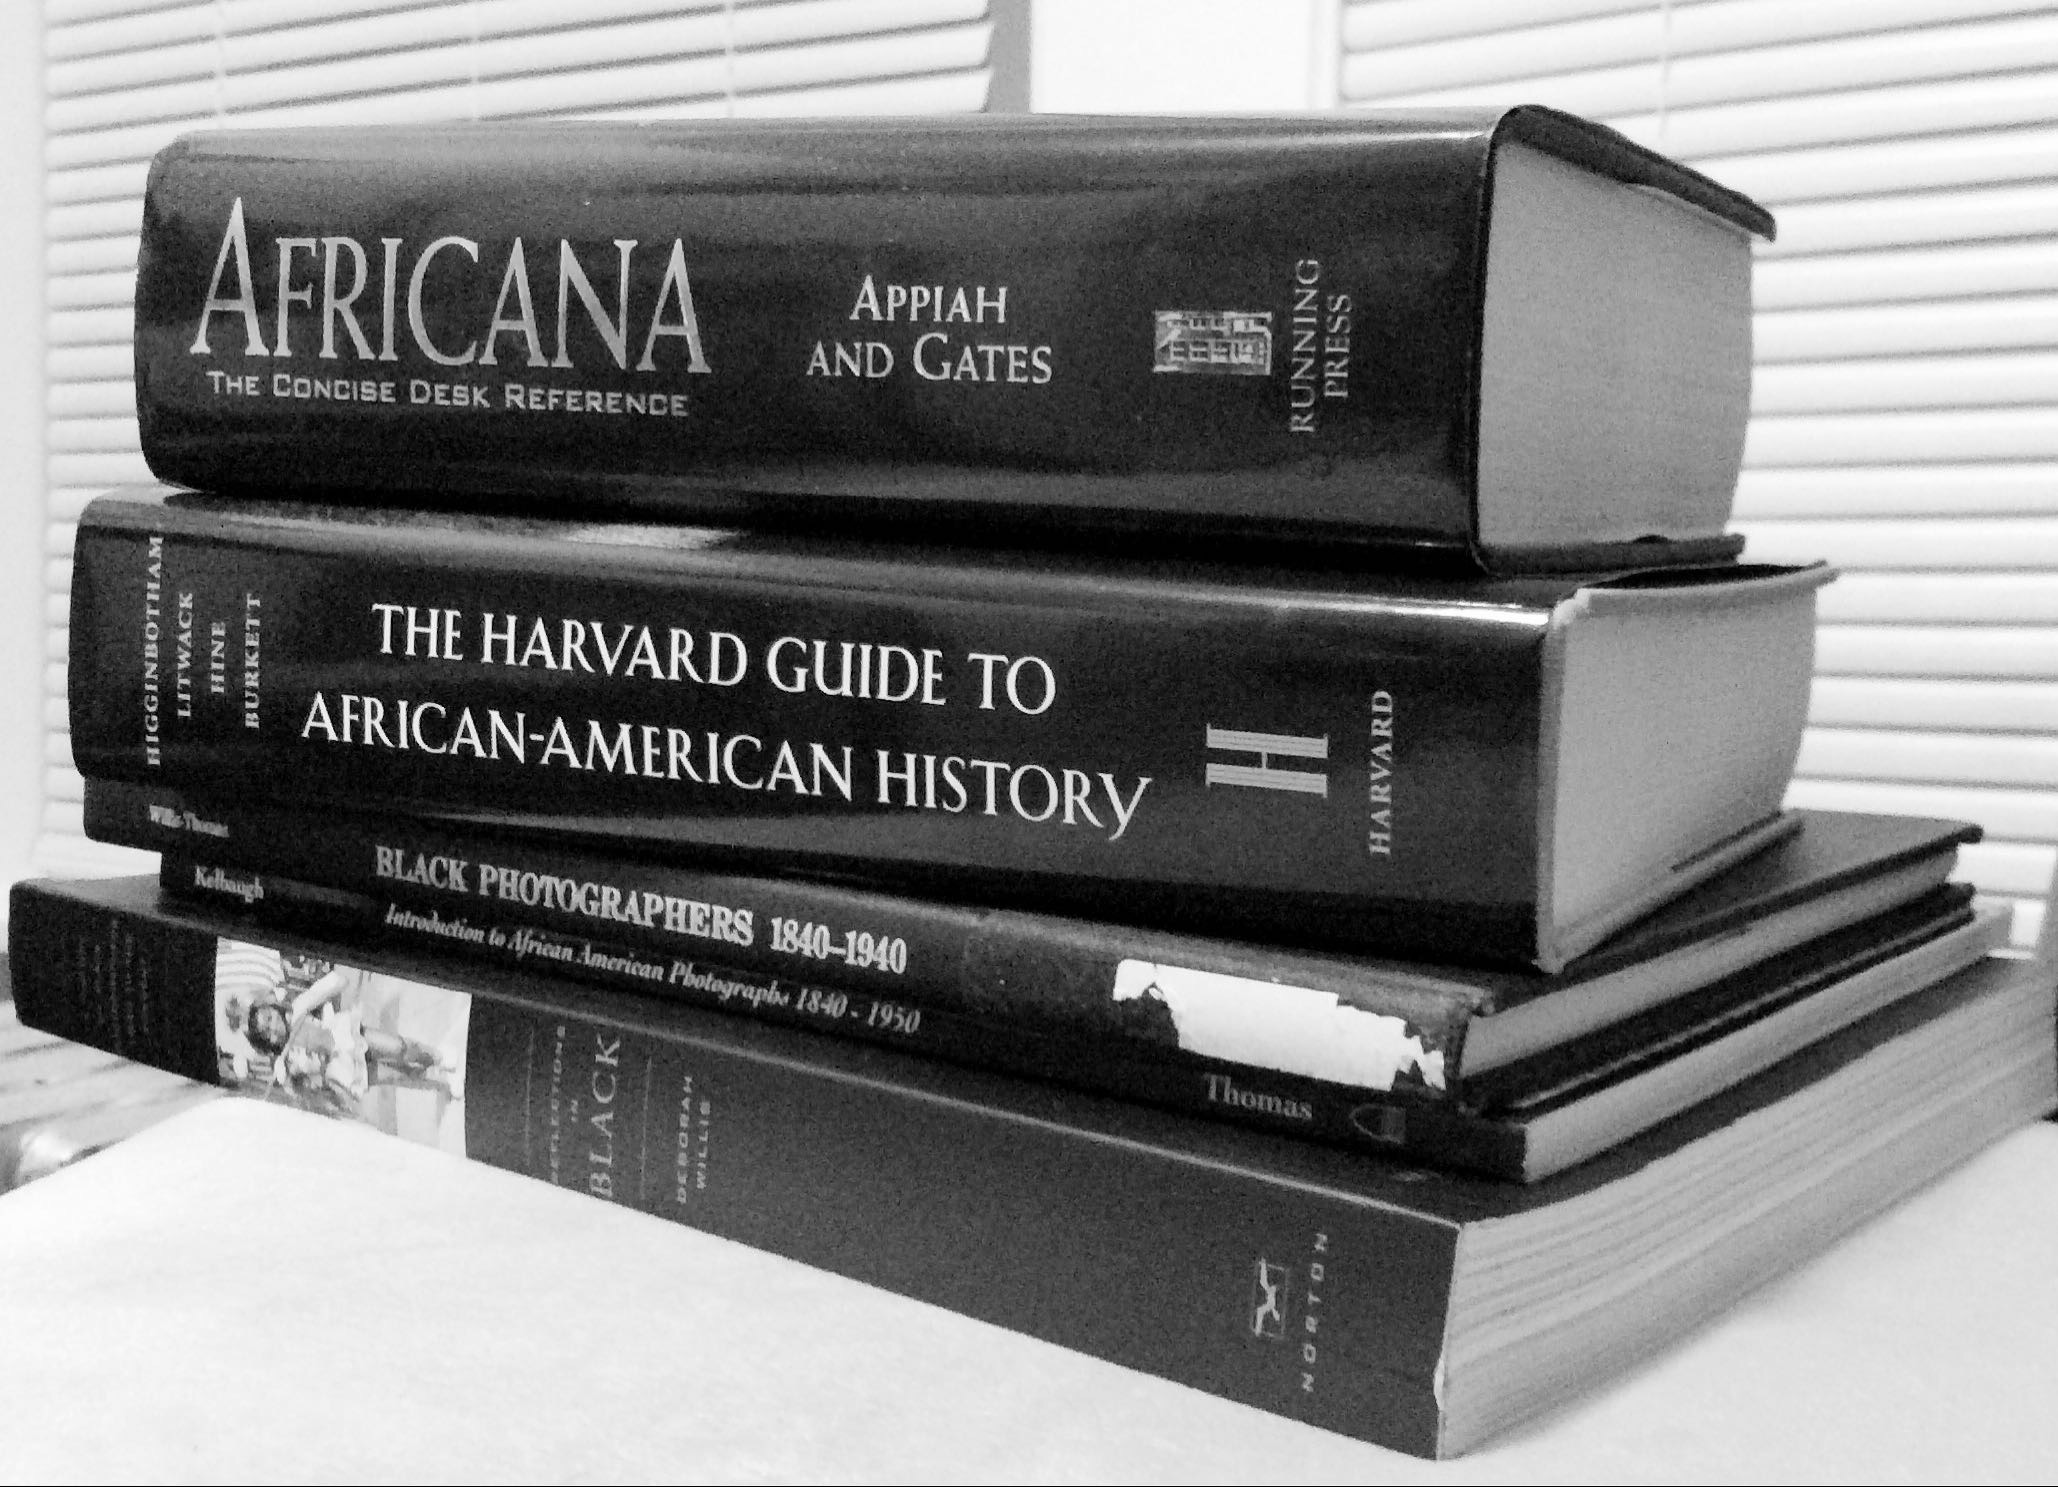 AFRICANA
THE CONCISE DESK REFERENCE
APPIAH
AND GATES
RUNNING
PRESS
HIGGINBOTHAM
LITWACK
HINE
BURKETT
THE HARVARD GUIDE TO
AFRICAN-AMERICAN HISTORY
H
HARVARD
Willis-Thomas
BLACK PHOTOGRAPHERS 1840–1940
Kelbaugh
Introduction to African American Photographs 1840 - 1950
Thomas
REFLECTIONS
IN
BLACK
DEBORAH
WILLIS
NORTON